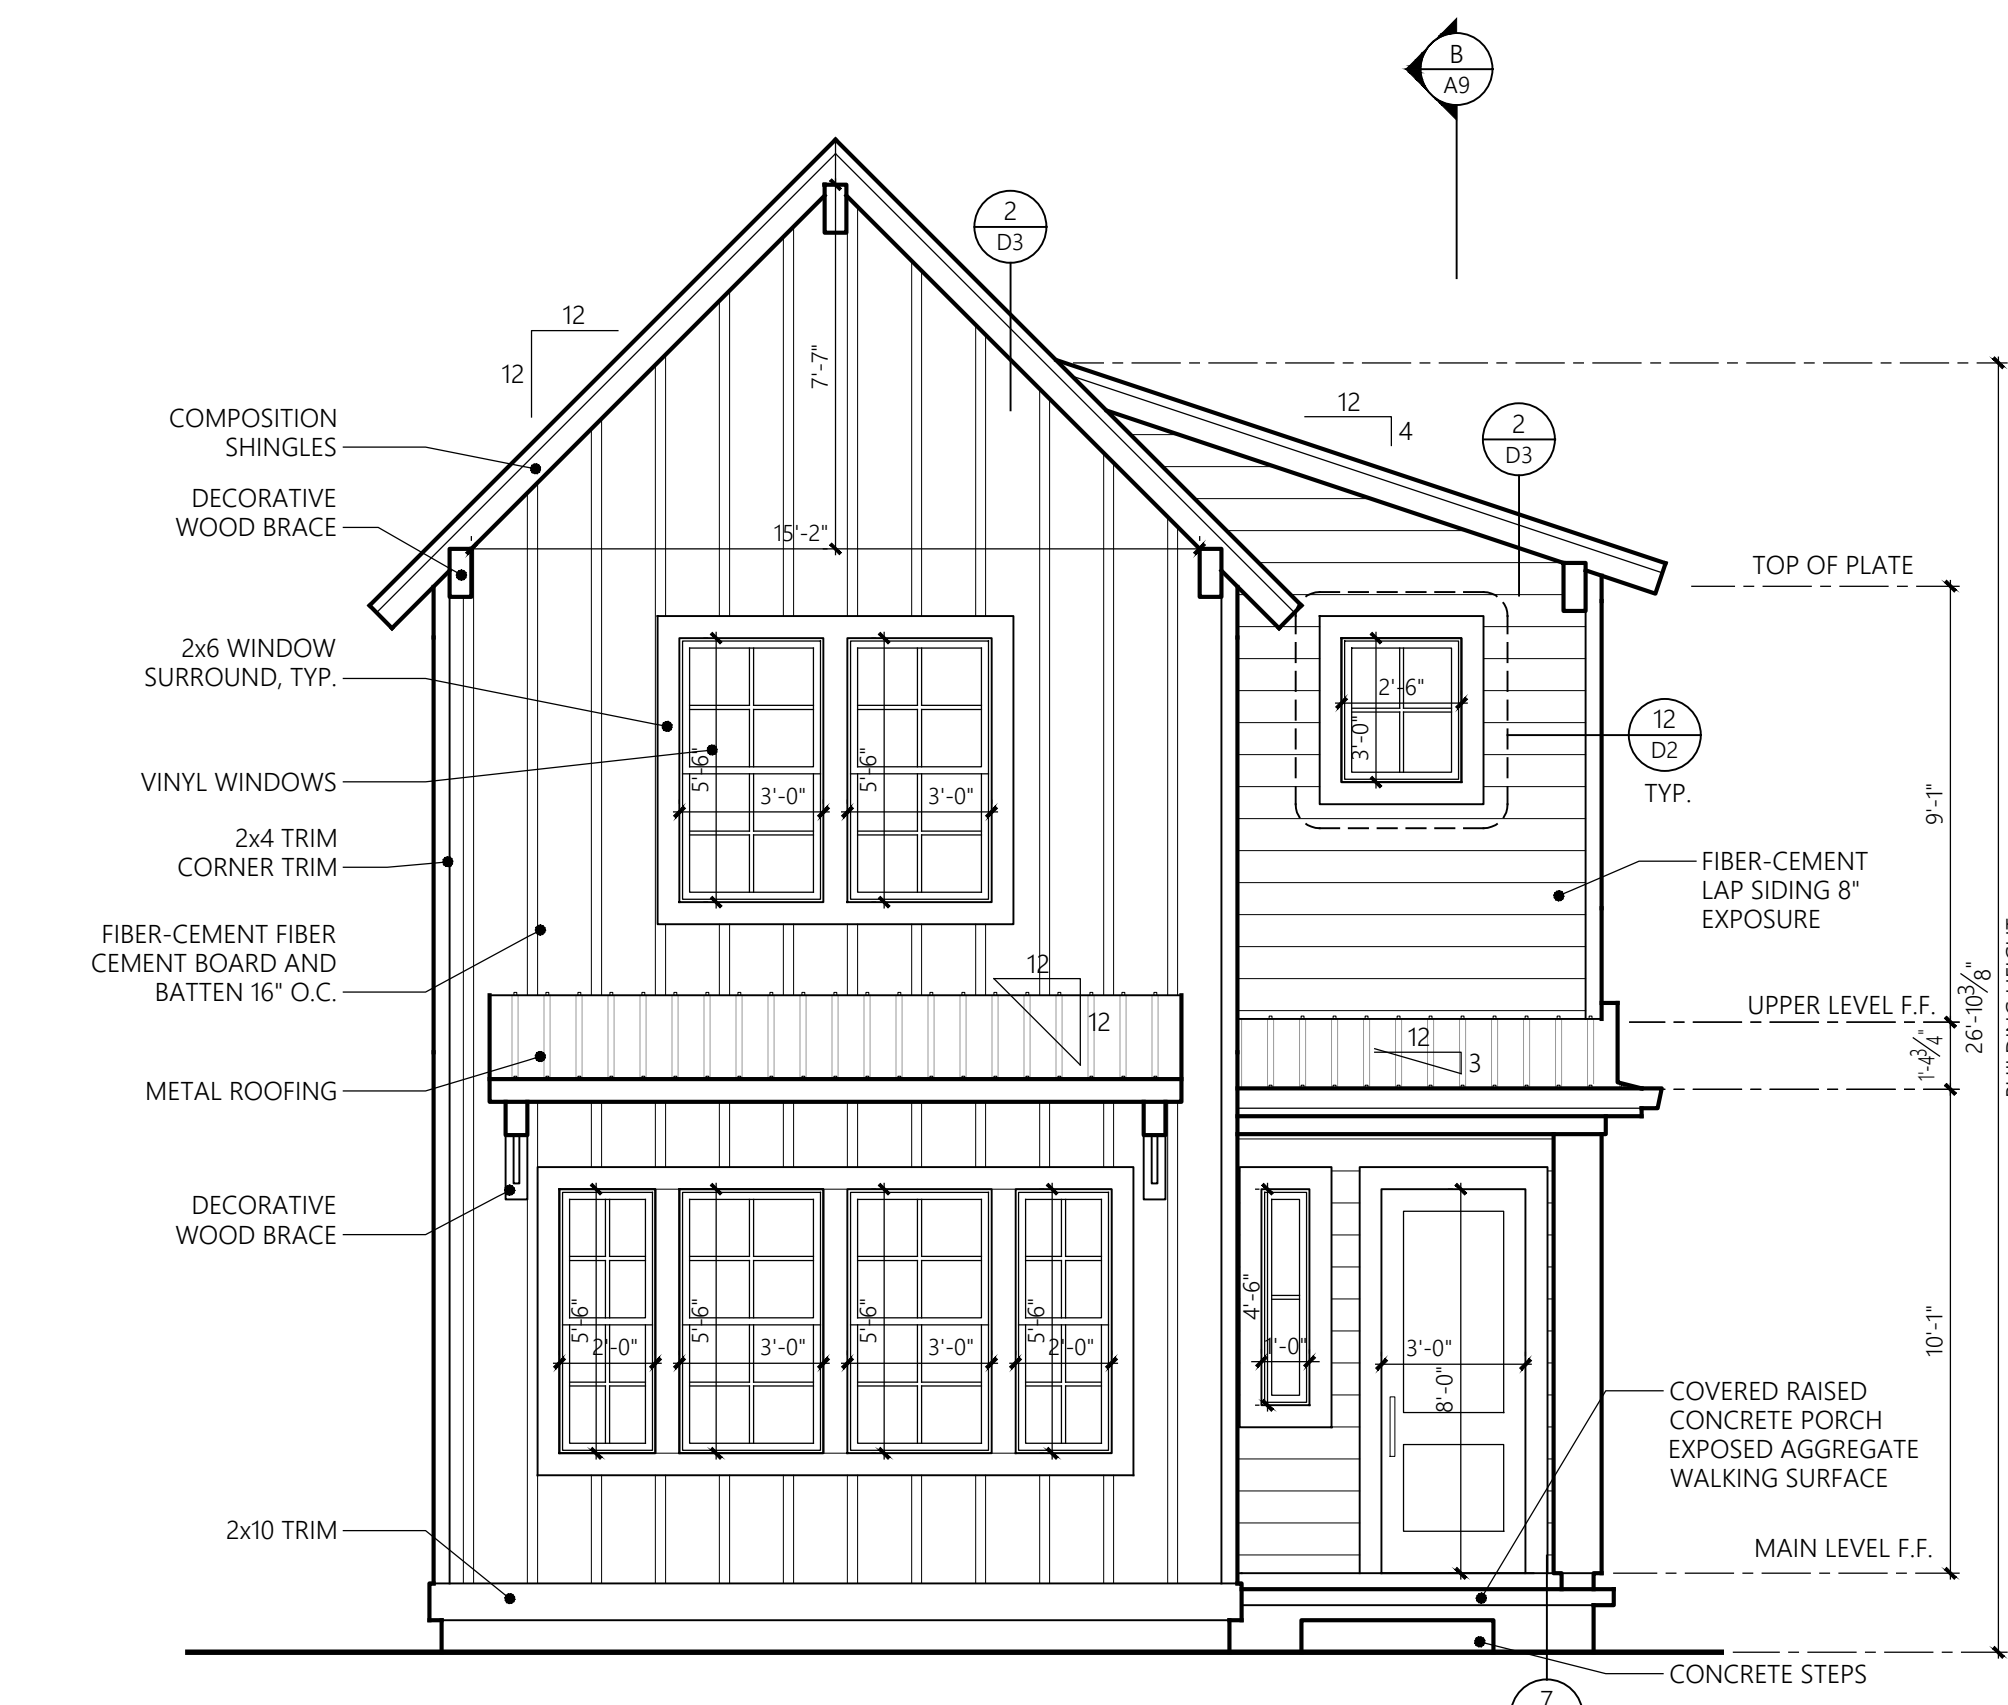 B
A9
2
D3
12
12
7'-7"
COMPOSITION
SHINGLES
12
4
2
D3
DECORATIVE
WOOD BRACE
15'-2"
TOP OF PLATE
2x6 WINDOW
SURROUND, TYP.
2'-6"
3'-0"
12
D2
TYP.
VINYL WINDOWS
5'-6"
3'-0"
5'-6"
3'-0"
9'-1"
2x4 TRIM
CORNER TRIM
FIBER-CEMENT
LAP SIDING 8"
EXPOSURE
FIBER-CEMENT FIBER
CEMENT BOARD AND
BATTEN 16" O.C.
12
12
UPPER LEVEL F.F.
26'-10 3/8"
BUILDING HEIGHT
1'-4 3/4"
12
3
METAL ROOFING
DECORATIVE
WOOD BRACE
5'-6"
2'-0"
5'-6"
3'-0"
5'-6"
3'-0"
5'-6"
2'-0"
4'-6"
1'-0"
3'-0"
8'-0"
10'-1"
COVERED RAISED
CONCRETE PORCH
EXPOSED AGGREGATE
WALKING SURFACE
2x10 TRIM
MAIN LEVEL F.F.
CONCRETE STEPS
7